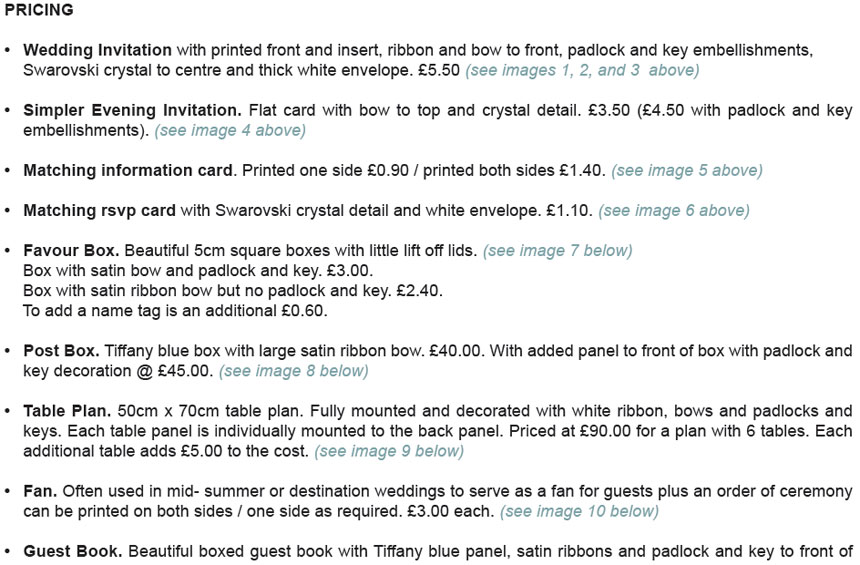 PRICING
• Wedding Invitation with printed front and insert, ribbon and bow to front, padlock and key embellishments,
Swarovski crystal to centre and thick white envelope. £5.50 (see images 1, 2, and 3 above)
• Simpler Evening Invitation. Flat card with bow to top and crystal detail. £3.50 (£4.50 with padlock and key
embellishments). (see image 4 above)
• Matching information card. Printed one side £0.90 / printed both sides £1.40. (see image 5 above)
• Matching rsvp card with Swarovski crystal detail and white envelope. £1.10. (see image 6 above)
• Favour Box. Beautiful 5cm square boxes with little lift off lids. (see image 7 below)
Box with satin bow and padlock and key. £3.00.
Box with satin ribbon bow but no padlock and key. £2.40.
To add a name tag is an additional £0.60.
• Post Box. Tiffany blue box with large satin ribbon bow. £40.00. With added panel to front of box with padlock and
key decoration @ £45.00. (see image 8 below)
• Table Plan. 50cm x 70cm table plan. Fully mounted and decorated with white ribbon, bows and padlocks and
keys. Each table panel is individually mounted to the back panel. Priced at £90.00 for a plan with 6 tables. Each
additional table adds £5.00 to the cost. (see image 9 below)
• Fan. Often used in mid- summer or destination weddings to serve as a fan for guests plus an order of ceremony
can be printed on both sides / one side as required. £3.00 each. (see image 10 below)
• Guest Book. Beautiful boxed guest book with Tiffany blue panel, satin ribbons and padlock and key to front of